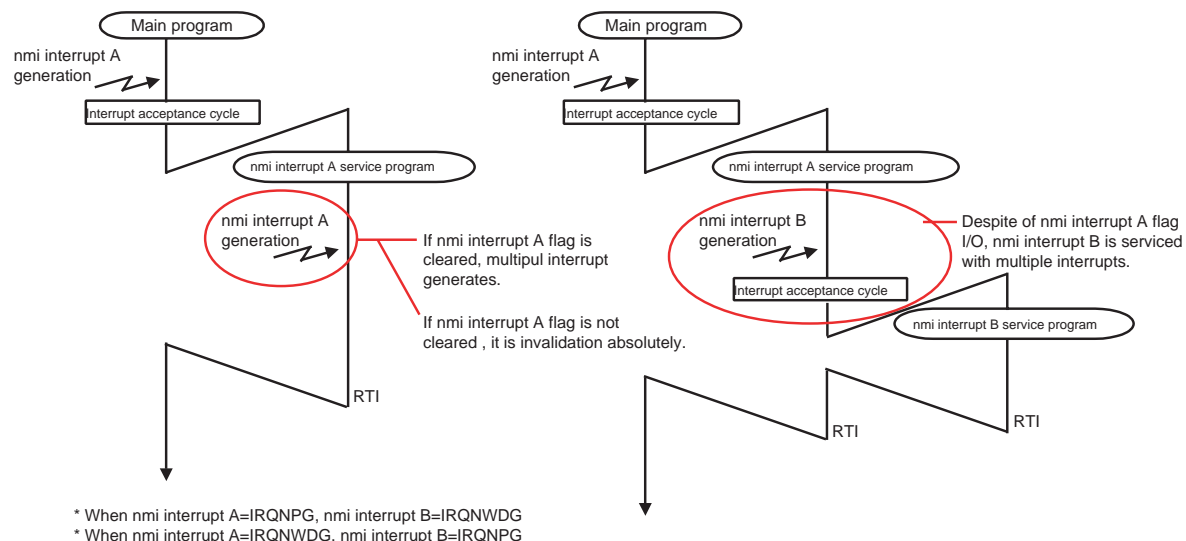 Main program
nmi interrupt A
generation
Interrupt acceptance cycle
nmi interrupt A service program
nmi interrupt A
generation
If nmi interrupt A flag is
cleared, multipul interrupt
generates.
If nmi interrupt A flag is not
cleared , it is invalidation absolutely.
RTI
Main program
nmi interrupt A
generation
Interrupt acceptance cycle
nmi interrupt A service program
nmi interrupt B
generation
Interrupt acceptance cycle
Despite of nmi interrupt A flag
I/O, nmi interrupt B is serviced
with multiple interrupts.
nmi interrupt B service program
RTI
RTI
* When nmi interrupt A=IRQNPG, nmi interrupt B=IRQNWDG
* When nmi interrupt A=IRQNWDG, nmi interrupt B=IRQNPG